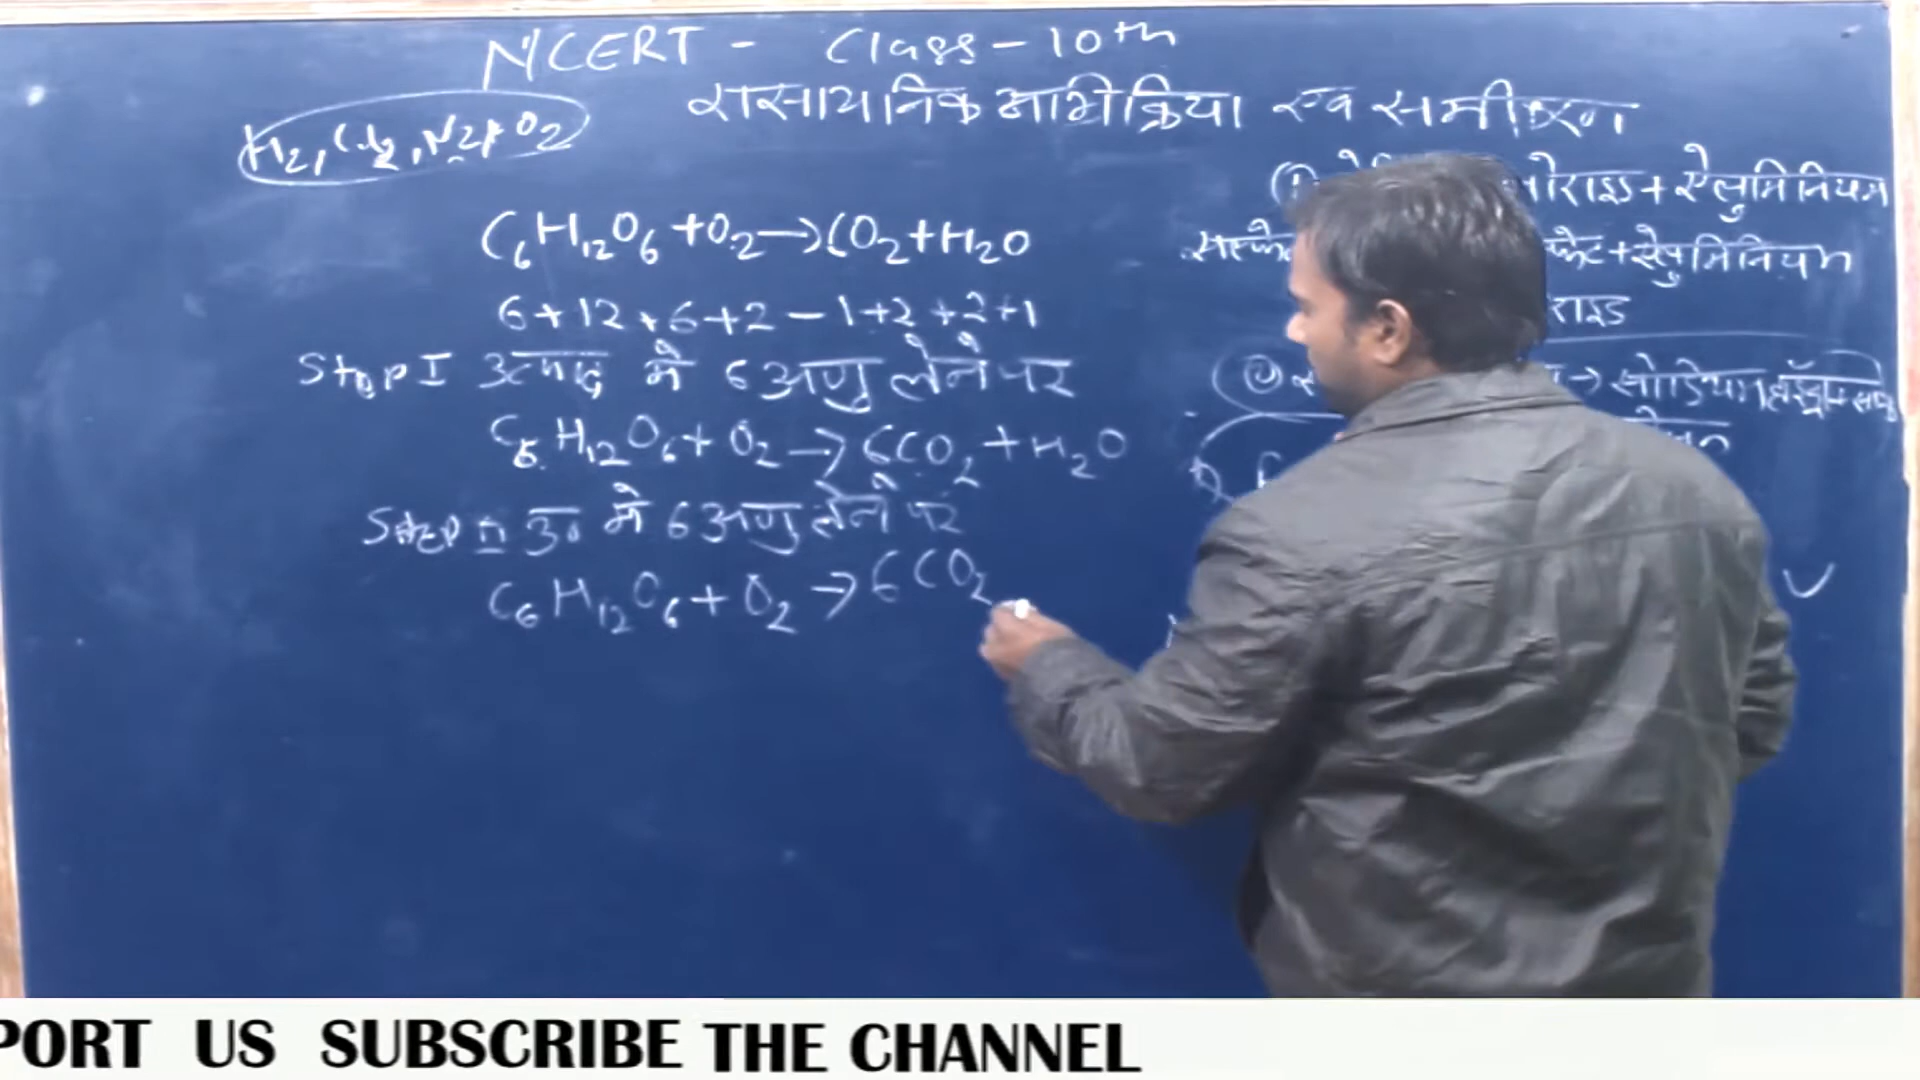 NCERT - Class-10th
रासायनिक अभिक्रिया एवं समीकरण
H2, Cl2, N2, O2
C6H12O6 + O2 → CO2 + H2O
6+12+6+2 - 1+2+2+1
Step I उत्पाद में 6 अणु लेने पर
C6H12O6 + O2 → 6CO2 + H2O
Step II उ० में 6 अणु लेने पर
C6H12O6 + O2 → 6CO2
ोराइड + ऐलुमिनियम
सल्फेट फेट + ऐलुमिनियम
राइड
→ सोडियम
PORT US SUBSCRIBE THE CHANNEL